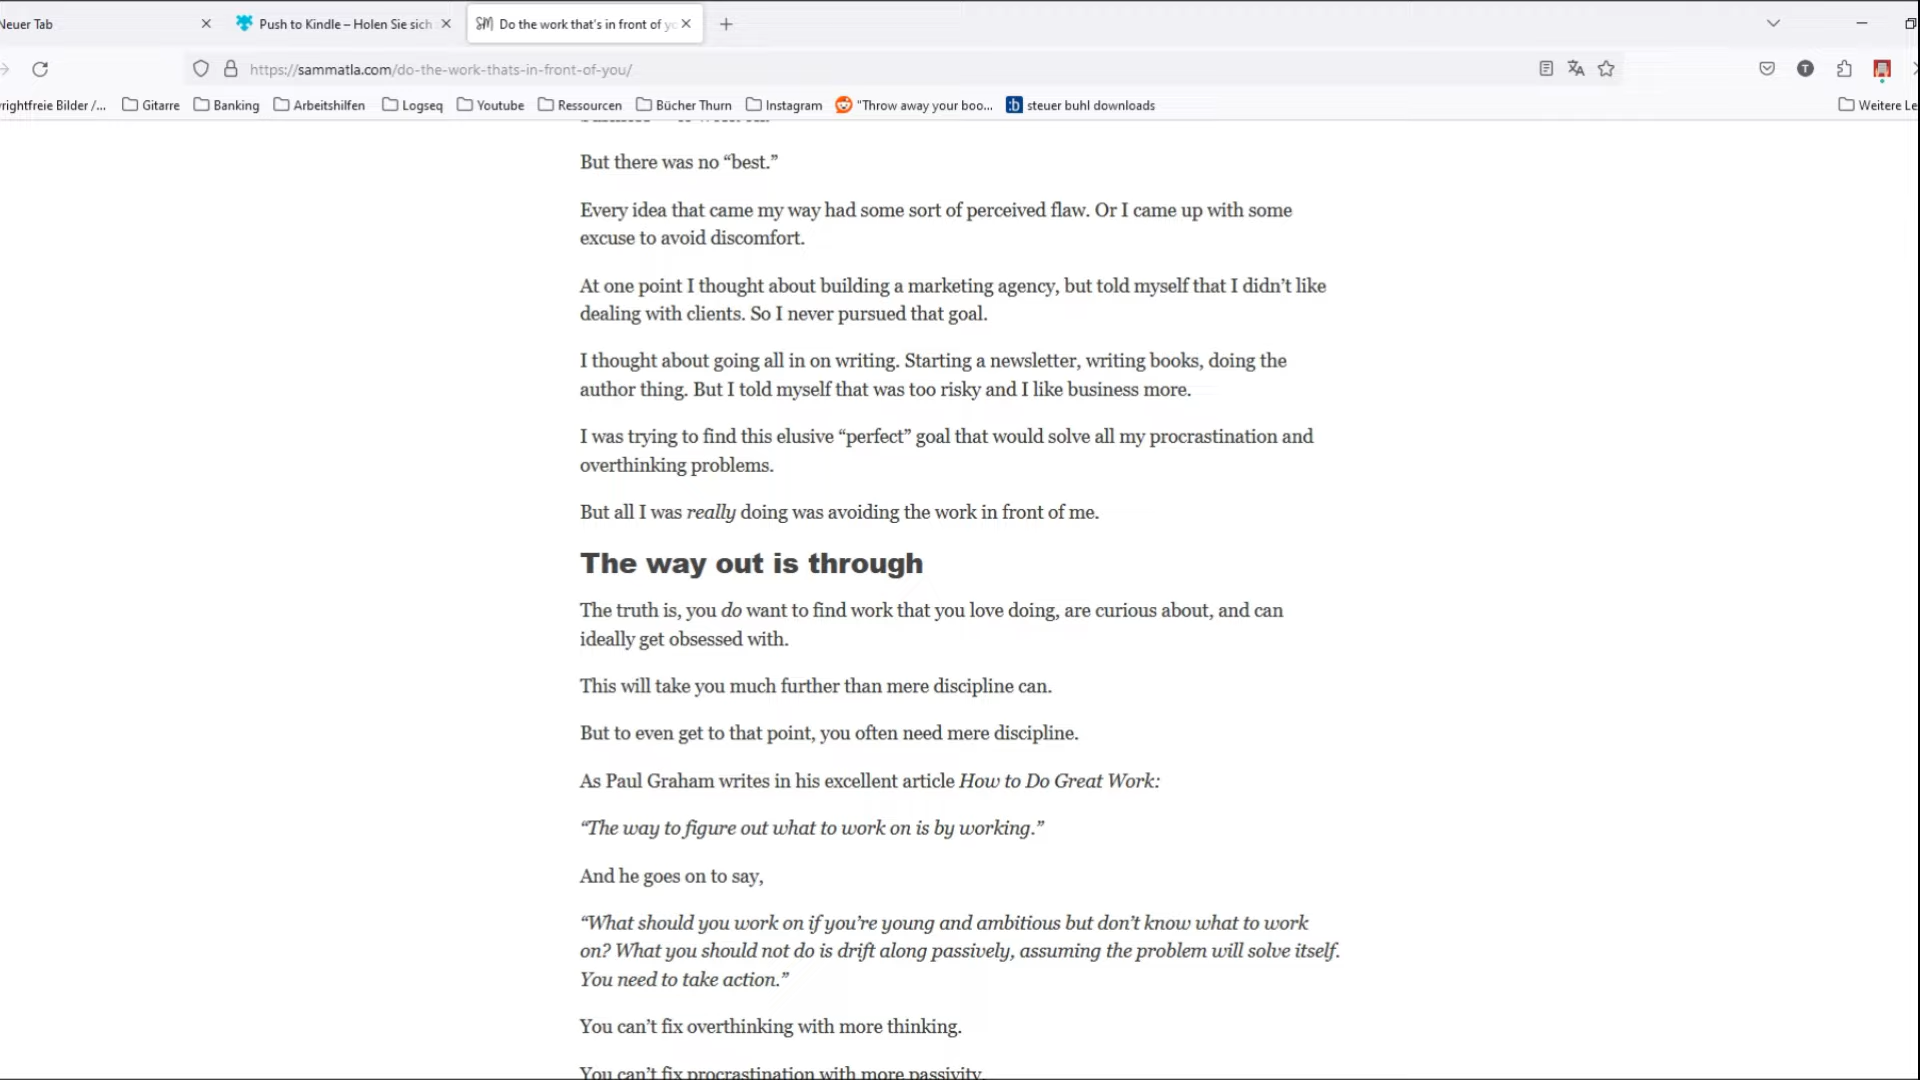 Neuer Tab
Push to Kindle – Holen Sie sich
Do the work that's in front of yo
https://sammatla.com/do-the-work-thats-in-front-of-you/
T
rightfreie Bilder /...
Gitarre
Banking
Arbeitshilfen
Logseq
Youtube
Ressourcen
Bücher Thurn
Instagram
"Throw away your boo...
:b steuer buhl downloads
Weitere Le
But there was no “best.”
Every idea that came my way had some sort of perceived flaw. Or I came up with some
excuse to avoid discomfort.
At one point I thought about building a marketing agency, but told myself that I didn’t like
dealing with clients. So I never pursued that goal.
I thought about going all in on writing. Starting a newsletter, writing books, doing the
author thing. But I told myself that was too risky and I like business more.
I was trying to find this elusive “perfect” goal that would solve all my procrastination and
overthinking problems.
But all I was really doing was avoiding the work in front of me.
The way out is through
The truth is, you do want to find work that you love doing, are curious about, and can
ideally get obsessed with.
This will take you much further than mere discipline can.
But to even get to that point, you often need mere discipline.
As Paul Graham writes in his excellent article How to Do Great Work:
“The way to figure out what to work on is by working.”
And he goes on to say,
“What should you work on if you’re young and ambitious but don’t know what to work
on? What you should not do is drift along passively, assuming the problem will solve itself.
You need to take action.”
You can’t fix overthinking with more thinking.
You can’t fix procrastination with more passivity.